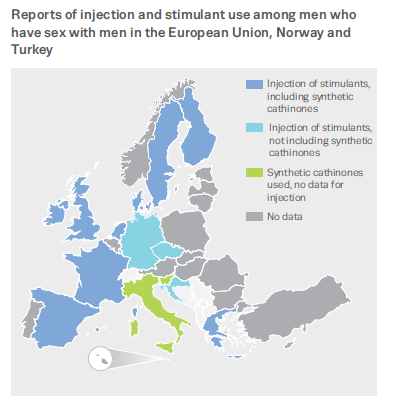 Reports of injection and stimulant use among men who
have sex with men in the European Union, Norway and
Turkey
Injection of stimulants,
including synthetic
cathinones
Injection of stimulants,
not including synthetic
cathinones
Synthetic cathinones
used, no data for
injection
No data